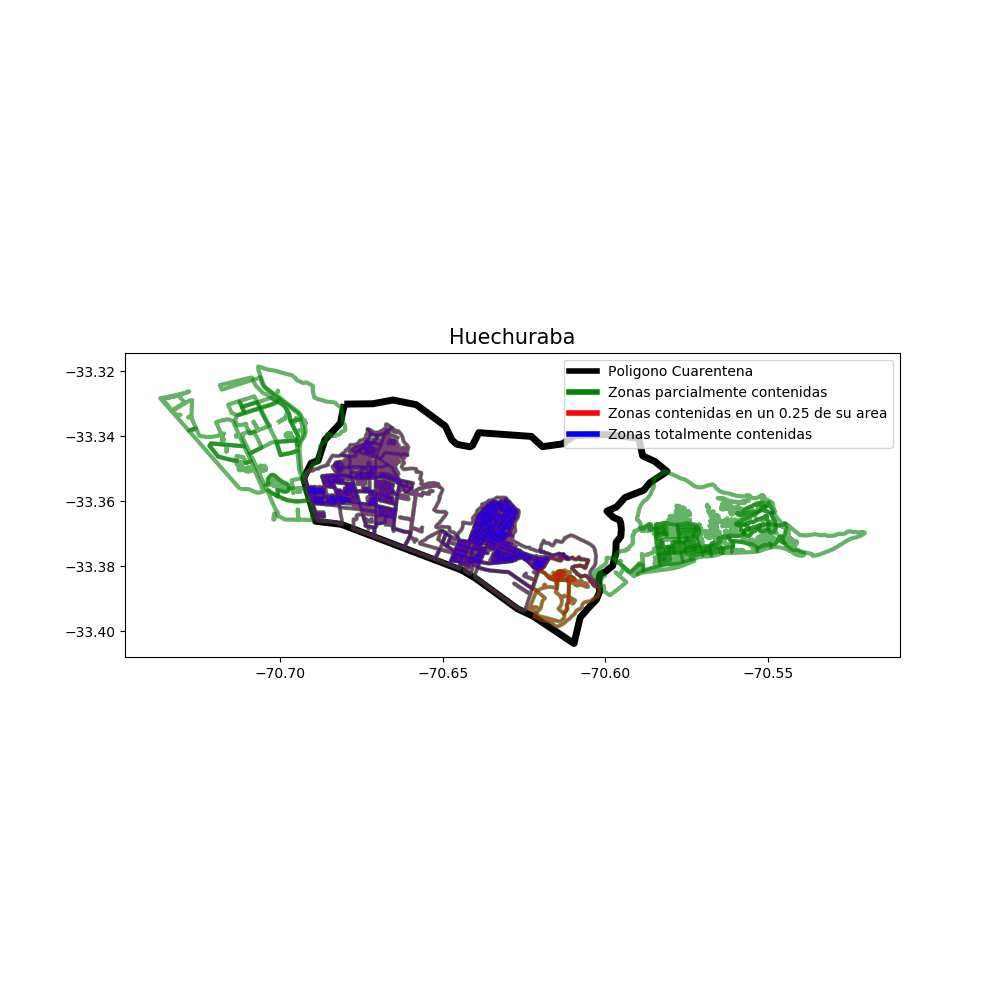 Huechuraba
Poligono Cuarentena
Zonas parcialmente contenidas
Zonas contenidas en un 0.25 de su area
Zonas totalmente contenidas
−33.32
−33.34
−33.36
−33.38
−33.40
−70.70
−70.65
−70.60
−70.55